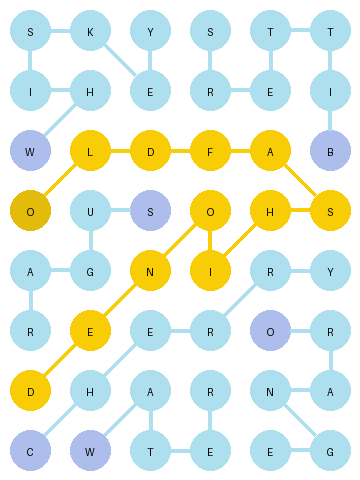 S K Y S T T
I H E R E I
W L D F A B
O U S O H S
A G N I R Y
R E E R O R
D H A R N A
C W T E E G